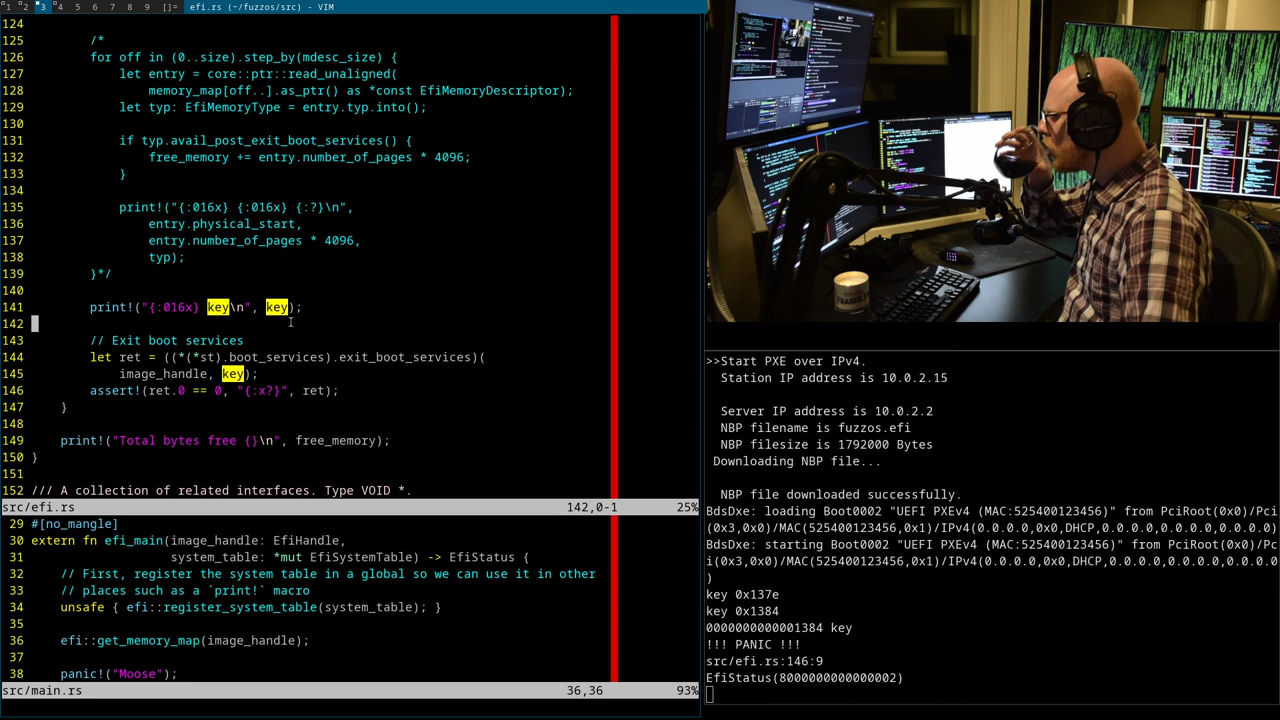 1 2 3 4 5 6 7 8 9 []= efi.rs (~/fuzzos/src) - VIM
124
125 /*
126 for off in (0..size).step_by(mdesc_size) {
127 let entry = core::ptr::read_unaligned(
128 memory_map[off..].as_ptr() as *const EfiMemoryDescriptor);
129 let typ: EfiMemoryType = entry.typ.into();
130
131 if typ.avail_post_exit_boot_services() {
132 free_memory += entry.number_of_pages * 4096;
133 }
134
135 print!("{:016x} {:016x} {:?}\n",
136 entry.physical_start,
137 entry.number_of_pages * 4096,
138 typ);
139 }*/
140
141 print!("{:016x} key\n", key);
142
143 // Exit boot services
144 let ret = ((*(*st).boot_services).exit_boot_services)(
145 image_handle, key);
146 assert!(ret.0 == 0, "{:x?}", ret);
147 }
148
149 print!("Total bytes free {}\n", free_memory);
150 }
151
152 /// A collection of related interfaces. Type VOID *.
src/efi.rs 142,0-1 25%
29 #[no_mangle]
30 extern fn efi_main(image_handle: EfiHandle,
31 system_table: *mut EfiSystemTable) -> EfiStatus {
32 // First, register the system table in a global so we can use it in other
33 // places such as a `print!` macro
34 unsafe { efi::register_system_table(system_table); }
35
36 efi::get_memory_map(image_handle);
37
38 panic!("Moose");
src/main.rs 36,36 93%
>>Start PXE over IPv4.
Station IP address is 10.0.2.15
Server IP address is 10.0.2.2
NBP filename is fuzzos.efi
NBP filesize is 1792000 Bytes
Downloading NBP file...
NBP file downloaded successfully.
BdsDxe: loading Boot0002 "UEFI PXEv4 (MAC:525400123456)" from PciRoot(0x0)/Pci
(0x3,0x0)/MAC(525400123456,0x1)/IPv4(0.0.0.0,0x0,DHCP,0.0.0.0,0.0.0.0,0.0.0.0)
BdsDxe: starting Boot0002 "UEFI PXEv4 (MAC:525400123456)" from PciRoot(0x0)/Pc
i(0x3,0x0)/MAC(525400123456,0x1)/IPv4(0.0.0.0,0x0,DHCP,0.0.0.0,0.0.0.0,0.0.0.0
)
key 0x137e
key 0x1384
0000000000001384 key
!!! PANIC !!!
src/efi.rs:146:9
EfiStatus(8000000000000002)